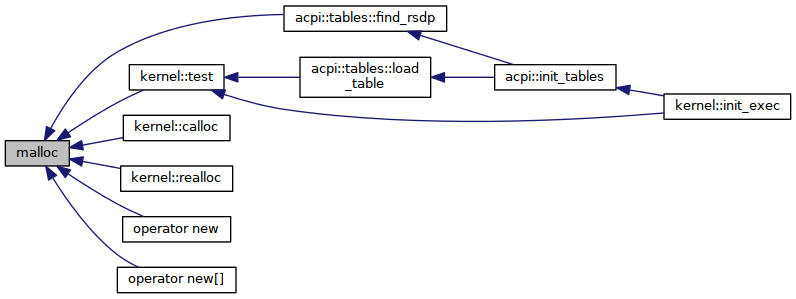 acpi::tables::find_rsdp
kernel::test
acpi::tables::load
_table
acpi::init_tables
kernel::init_exec
kernel::calloc
malloc
kernel::realloc
operator new
operator new[]